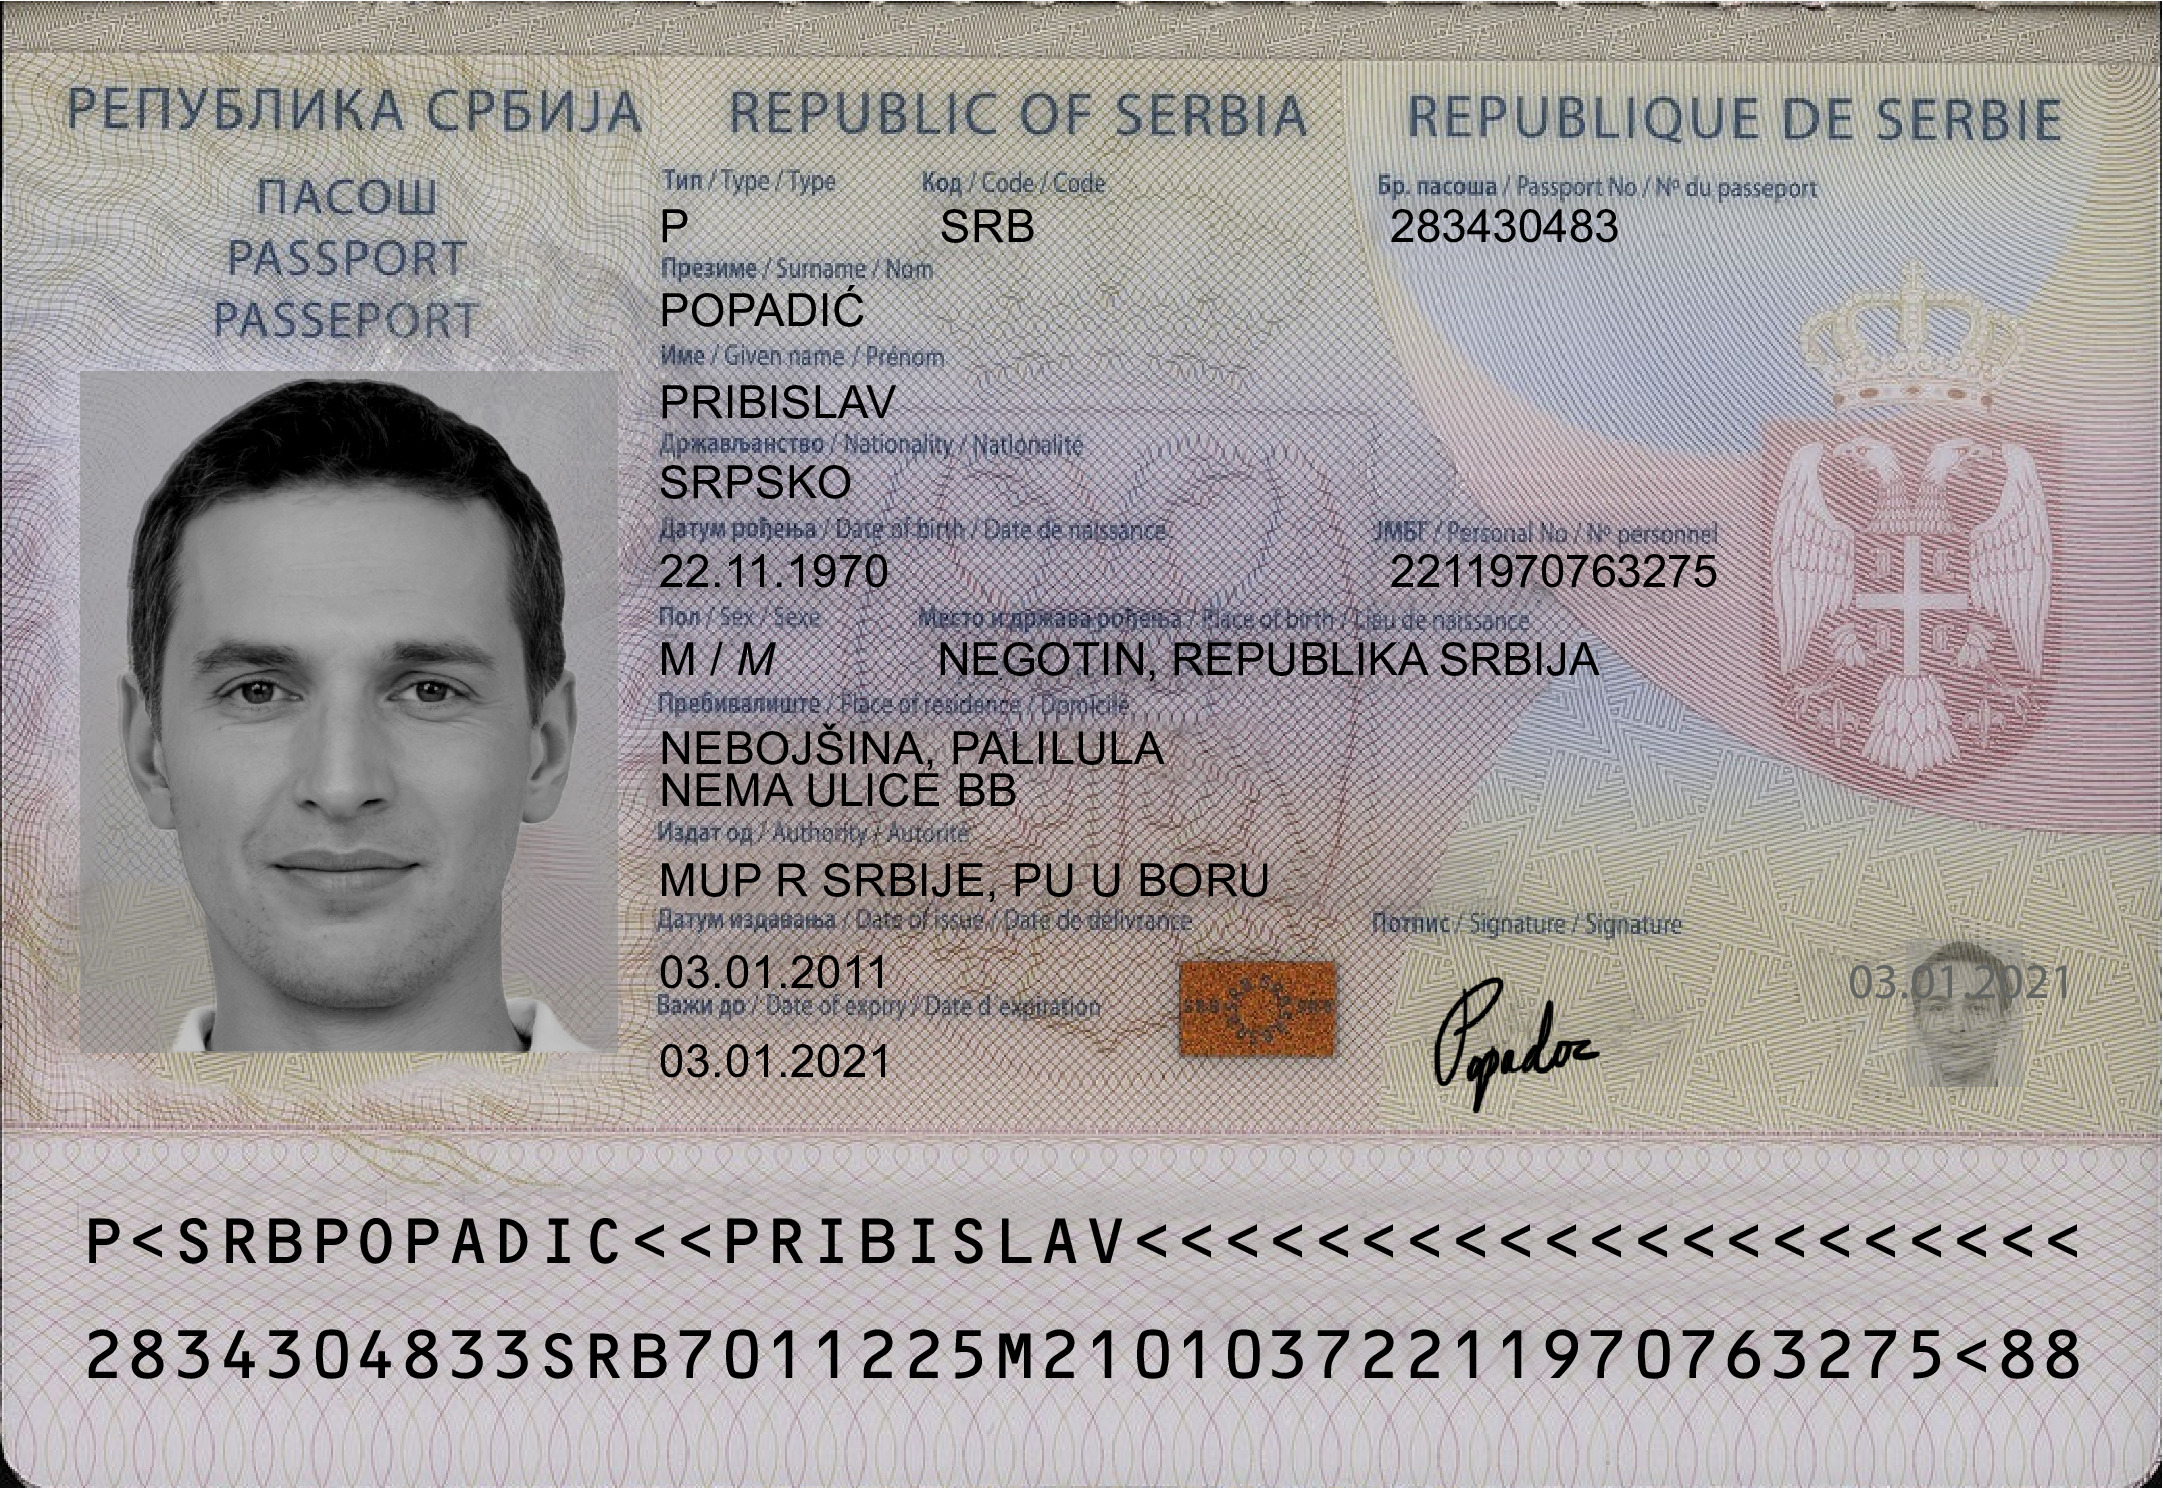 РЕПУБЛИКА СРБИЈА REPUBLIC OF SERBIA REPUBLIQUE DE SERBIE
ПАСОШ
PASSPORT
PASSEPORT
Тип / Type / Type Код / Code / Code Бр. пасоша / Passport No / Nº du passeport
P SRB 283430483
Презиме / Surname / Nom
POPADIĆ
Име / Given name / Prénom
PRIBISLAV
Држављанство / Nationality / Nationalité
SRPSKO
Датум рођења / Date of birth / Date de naissance ЈМБГ / Personal No / Nº personnel
22.11.1970 2211970763275
Пол / Sex / Sexe Место и држава рођења / Place of birth / Lieu de naissance
M / M NEGOTIN, REPUBLIKA SRBIJA
Пребивалиште / Place of residence / Domicile
NEBOJŠINA, PALILULA
NEMA ULICE BB
Издат од / Authority / Autorité
MUP R SRBIJE, PU U BORU
Датум издавања / Date of issue / Date de délivrance Потпис / Signature / Signature
03.01.2011
03.01.2021
Важи до / Date of expiry / Date d expiration
03.01.2021
P<SRBPOPADIC<<PRIBISLAV<<<<<<<<<<<<<<<<<<<<<
2834304833SRB7011225M21010372211970763275<88